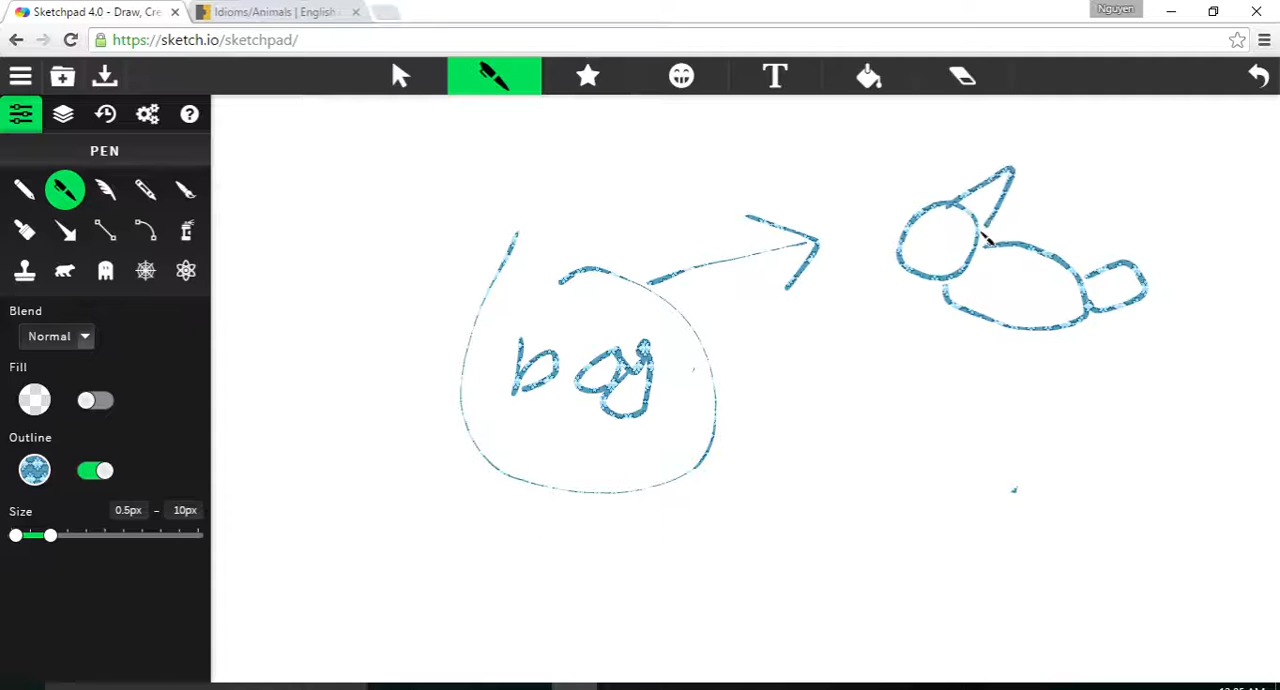 Sketchpad 4.0 - Draw, Cre
Idioms/Animals | English
Nguyen
https://sketch.io/sketchpad/
T
PEN
Blend
Normal
Fill
Outline
Size
0.5px - 10px
bag